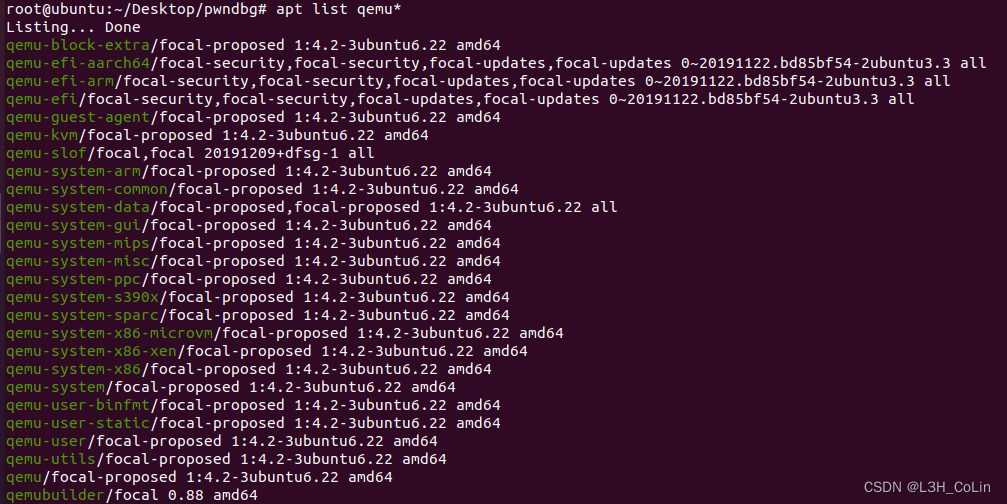 root@ubuntu:~/Desktop/pwndbg# apt list qemu*
Listing... Done
qemu-block-extra/focal-proposed 1:4.2-3ubuntu6.22 amd64
qemu-efi-aarch64/focal-security,focal-security,focal-updates,focal-updates 0~20191122.bd85bf54-2ubuntu3.3 all
qemu-efi-arm/focal-security,focal-security,focal-updates,focal-updates 0~20191122.bd85bf54-2ubuntu3.3 all
qemu-efi/focal-security,focal-security,focal-updates,focal-updates 0~20191122.bd85bf54-2ubuntu3.3 all
qemu-guest-agent/focal-proposed 1:4.2-3ubuntu6.22 amd64
qemu-kvm/focal-proposed 1:4.2-3ubuntu6.22 amd64
qemu-slof/focal,focal 20191209+dfsg-1 all
qemu-system-arm/focal-proposed 1:4.2-3ubuntu6.22 amd64
qemu-system-common/focal-proposed 1:4.2-3ubuntu6.22 amd64
qemu-system-data/focal-proposed,focal-proposed 1:4.2-3ubuntu6.22 all
qemu-system-gui/focal-proposed 1:4.2-3ubuntu6.22 amd64
qemu-system-mips/focal-proposed 1:4.2-3ubuntu6.22 amd64
qemu-system-misc/focal-proposed 1:4.2-3ubuntu6.22 amd64
qemu-system-ppc/focal-proposed 1:4.2-3ubuntu6.22 amd64
qemu-system-s390x/focal-proposed 1:4.2-3ubuntu6.22 amd64
qemu-system-sparc/focal-proposed 1:4.2-3ubuntu6.22 amd64
qemu-system-x86-microvm/focal-proposed 1:4.2-3ubuntu6.22 amd64
qemu-system-x86-xen/focal-proposed 1:4.2-3ubuntu6.22 amd64
qemu-system-x86/focal-proposed 1:4.2-3ubuntu6.22 amd64
qemu-system/focal-proposed 1:4.2-3ubuntu6.22 amd64
qemu-user-binfmt/focal-proposed 1:4.2-3ubuntu6.22 amd64
qemu-user-static/focal-proposed 1:4.2-3ubuntu6.22 amd64
qemu-user/focal-proposed 1:4.2-3ubuntu6.22 amd64
qemu-utils/focal-proposed 1:4.2-3ubuntu6.22 amd64
qemu/focal-proposed 1:4.2-3ubuntu6.22 amd64
qemubuilder/focal 0.88 amd64
CSDN @L3H_CoLin